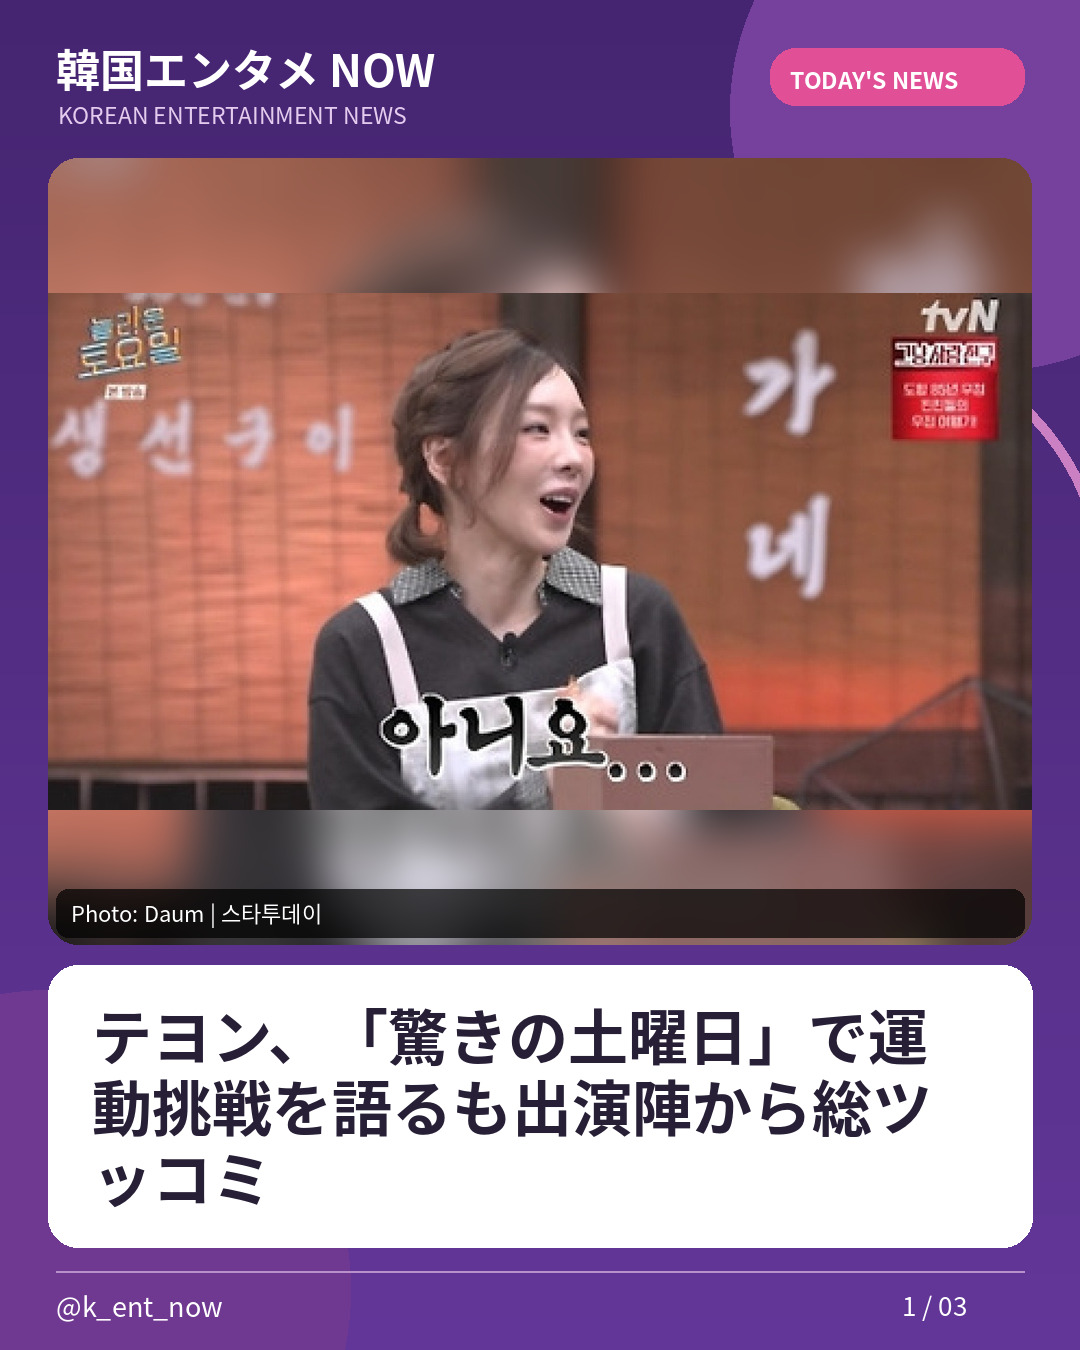 韓国エンタメ NOW
KOREAN ENTERTAINMENT NEWS
TODAY'S NEWS
놀라운
토요일
본 방송
tvN
생선구이
가
네
아니요...
Photo: Daum | 스타투데이
テヨン、「驚きの土曜日」で運
動挑戦を語るも出演陣から総ツ
ッコミ
@k_ent_now
1 / 03